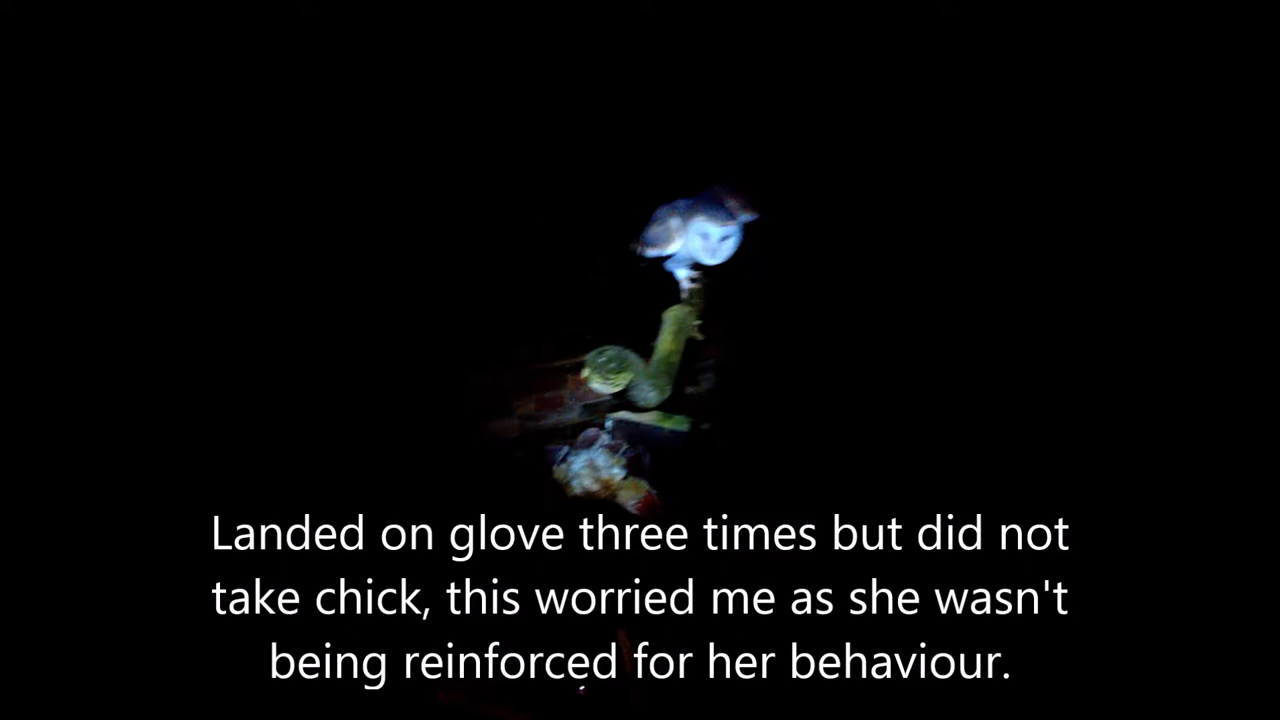 Landed on glove three times but did not
take chick, this worried me as she wasn't
being reinforced for her behaviour.